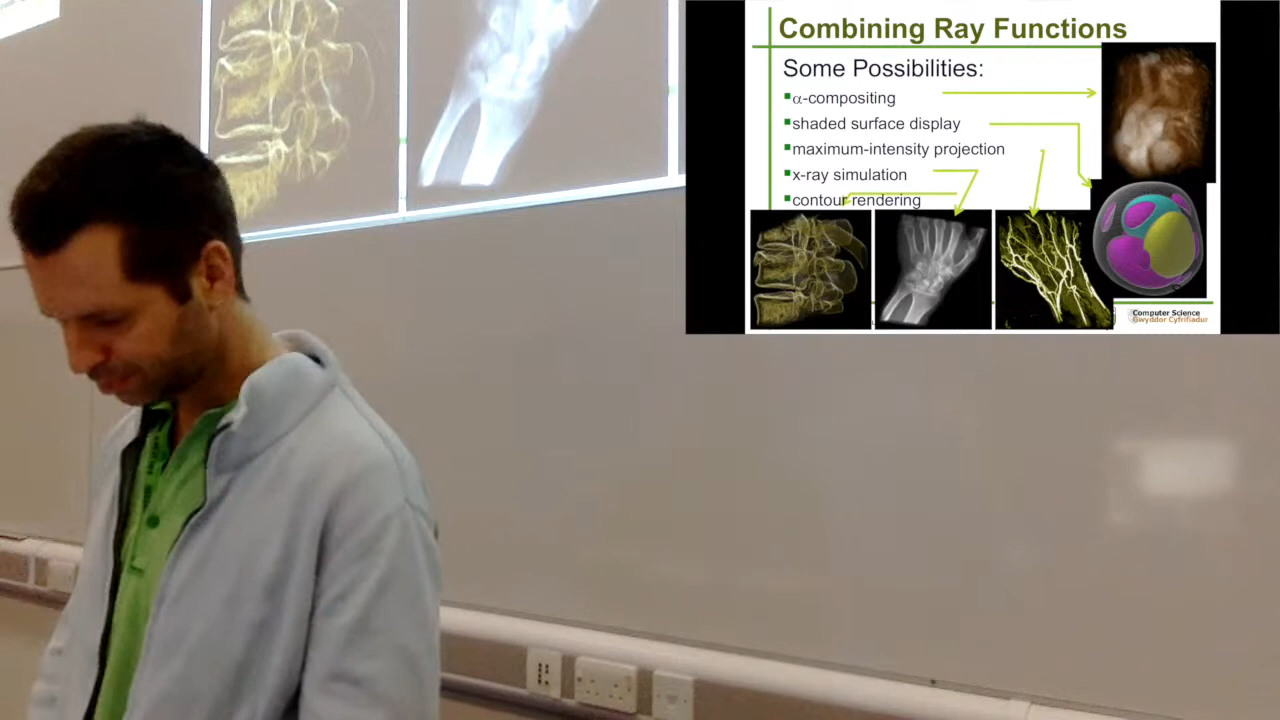 Combining Ray Functions
Some Possibilities:
α-compositing
shaded surface display
maximum-intensity projection
x-ray simulation
contour rendering
Computer Science
Gwyddor Cyfrifiadur